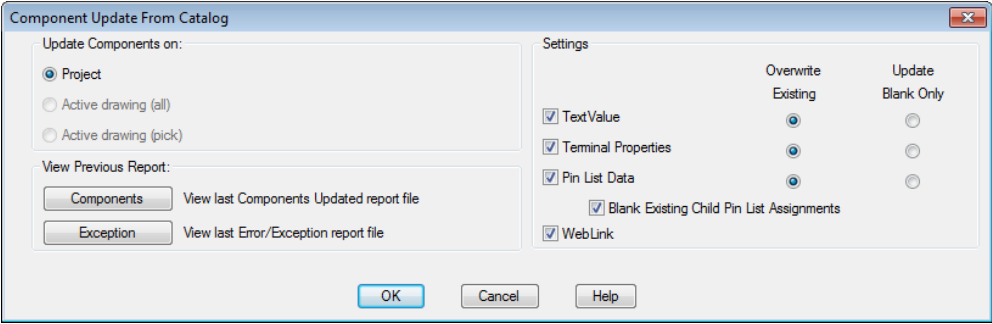 Component Update From Catalog
Update Components on:
Project
Active drawing (all)
Active drawing (pick)
View Previous Report:
Components View last Components Updated report file
Exception View last Error/Exception report file
Settings
Overwrite Update
Existing Blank Only
TextValue
Terminal Properties
Pin List Data
Blank Existing Child Pin List Assignments
WebLink
OK Cancel Help